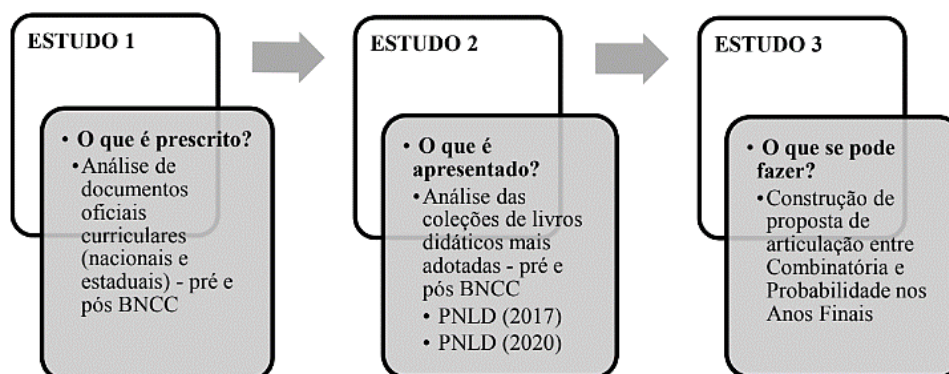 ESTUDO 1
• O que é prescrito?
•Análise de
documentos
oficiais
curriculares
(nacionais e
estaduais) - pré e
pós BNCC
ESTUDO 2
• O que é
apresentado?
•Análise das
coleções de livros
didáticos mais
adotadas - pré e
pós BNCC
• PNLD (2017)
• PNLD (2020)
ESTUDO 3
• O que se pode
fazer?
•Construção de
proposta de
articulação entre
Combinatória e
Probabilidade nos
Anos Finais